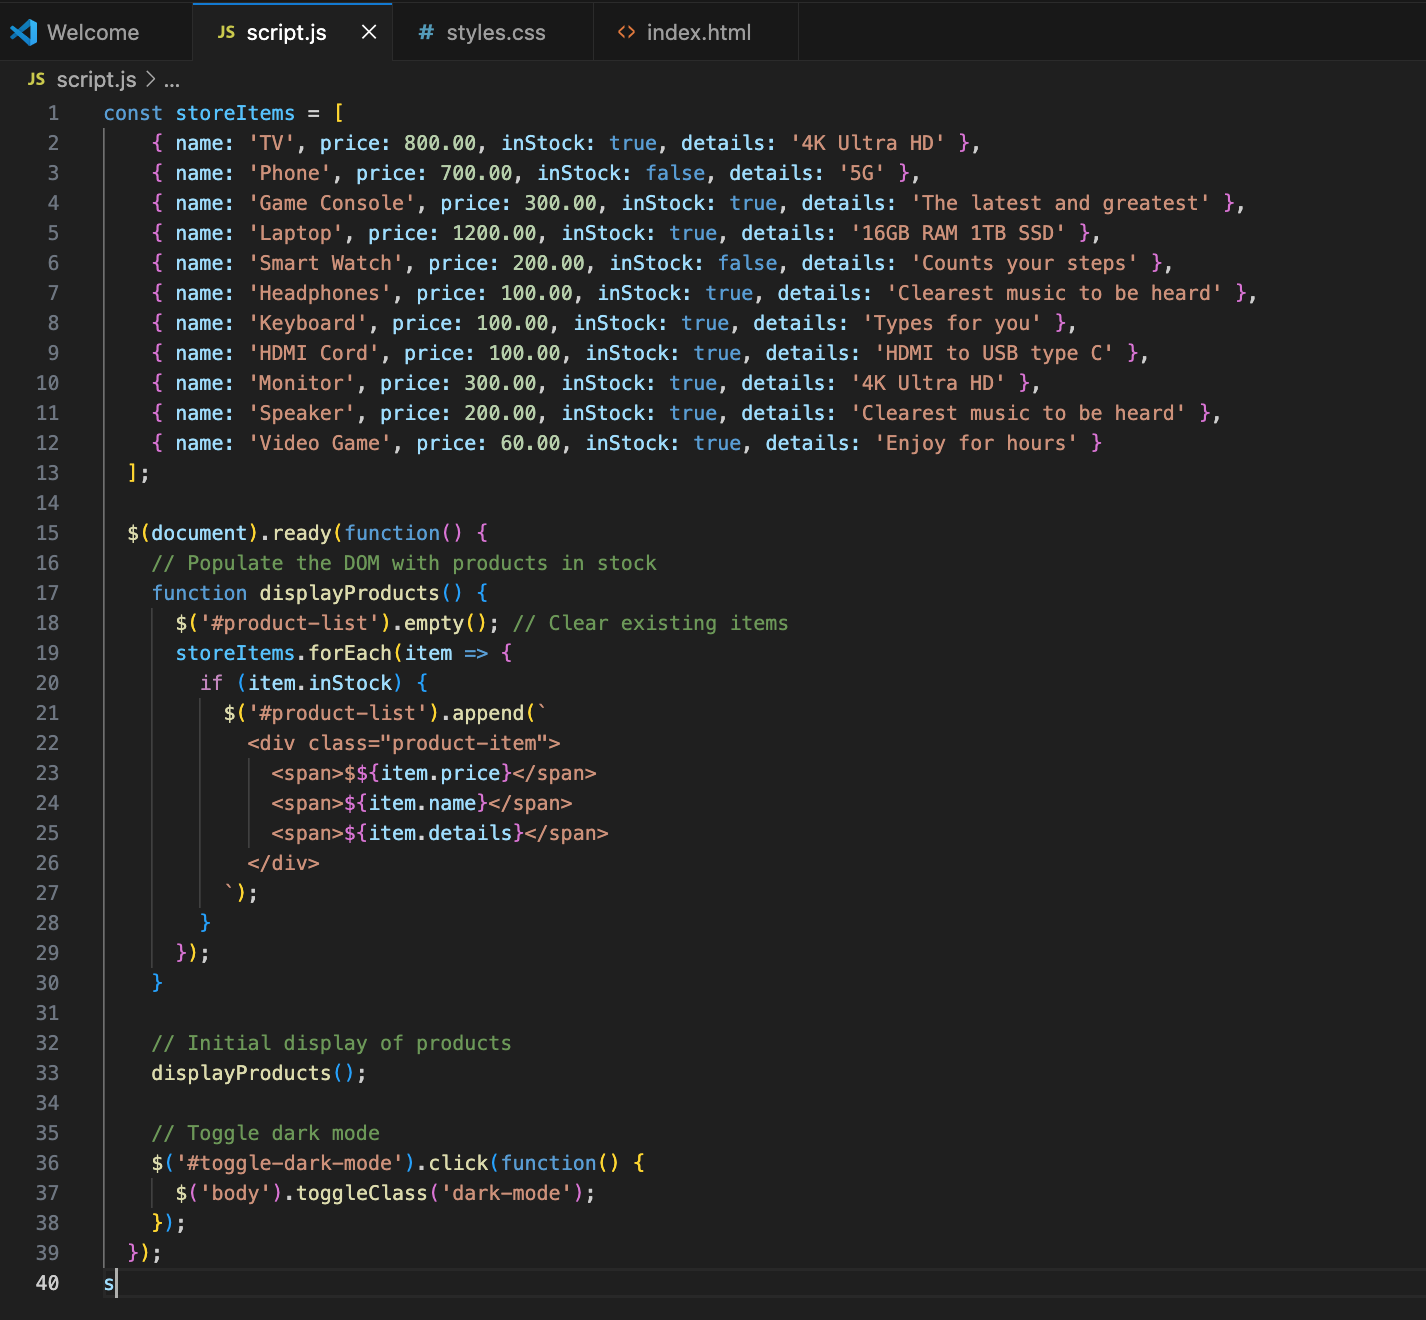 Welcome
JS script.js
# styles.css
<> index.html
JS script.js > ...
1 const storeItems = [
2 { name: 'TV', price: 800.00, inStock: true, details: '4K Ultra HD' },
3 { name: 'Phone', price: 700.00, inStock: false, details: '5G' },
4 { name: 'Game Console', price: 300.00, inStock: true, details: 'The latest and greatest' },
5 { name: 'Laptop', price: 1200.00, inStock: true, details: '16GB RAM 1TB SSD' },
6 { name: 'Smart Watch', price: 200.00, inStock: false, details: 'Counts your steps' },
7 { name: 'Headphones', price: 100.00, inStock: true, details: 'Clearest music to be heard' },
8 { name: 'Keyboard', price: 100.00, inStock: true, details: 'Types for you' },
9 { name: 'HDMI Cord', price: 100.00, inStock: true, details: 'HDMI to USB type C' },
10 { name: 'Monitor', price: 300.00, inStock: true, details: '4K Ultra HD' },
11 { name: 'Speaker', price: 200.00, inStock: true, details: 'Clearest music to be heard' },
12 { name: 'Video Game', price: 60.00, inStock: true, details: 'Enjoy for hours' }
13 ];
14
15 $(document).ready(function() {
16 // Populate the DOM with products in stock
17 function displayProducts() {
18 $('#product-list').empty(); // Clear existing items
19 storeItems.forEach(item => {
20 if (item.inStock) {
21 $('#product-list').append(`
22 <div class="product-item">
23 <span>$${item.price}</span>
24 <span>${item.name}</span>
25 <span>${item.details}</span>
26 </div>
27 `);
28 }
29 });
30 }
31
32 // Initial display of products
33 displayProducts();
34
35 // Toggle dark mode
36 $('#toggle-dark-mode').click(function() {
37 $('body').toggleClass('dark-mode');
38 });
39 });
40 s